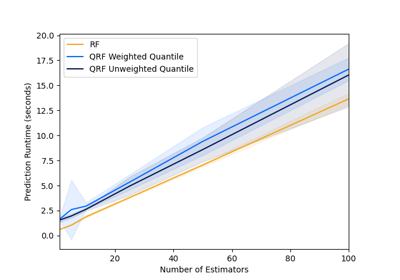 20.0
17.5
15.0
12.5
10.0
7.5
5.0
2.5
0.0
Prediction Runtime (seconds)
RF
QRF Weighted Quantile
QRF Unweighted Quantile
20 40 60 80 100
Number of Estimators